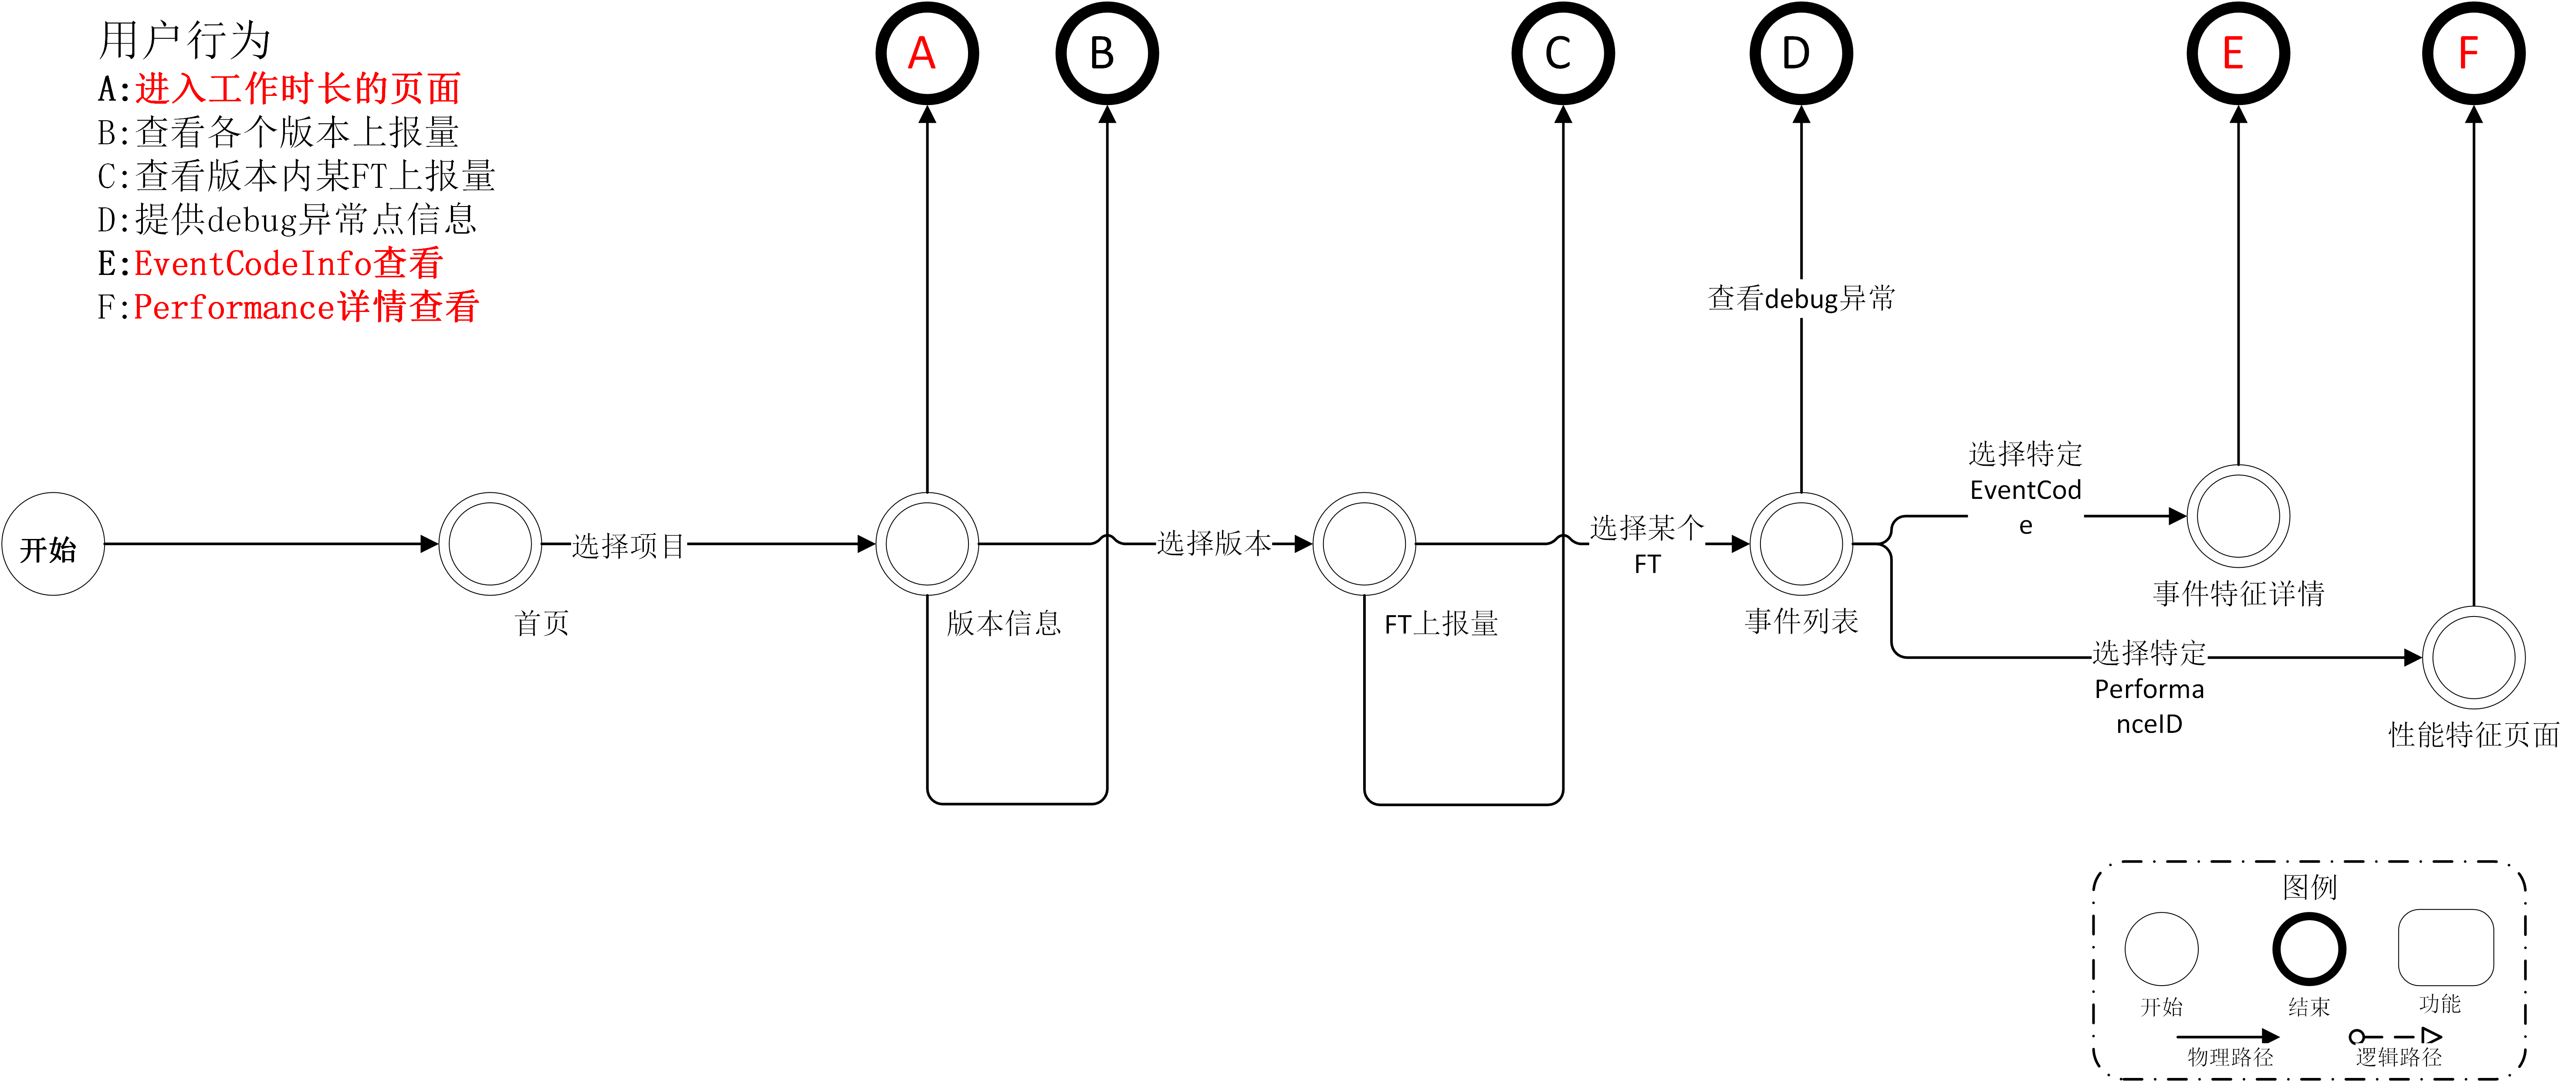 用户行为
A:进入工作时长的页面
B:查看各个版本上报量
C:查看版本内某FT上报量
D:提供debug异常点信息
E:EventCodeInfo查看
F:Performance详情查看
A
B
C
D
E
F
查看debug异常
开始
首页
选择项目
版本信息
选择版本
FT上报量
选择某个
FT
事件列表
选择特定
EventCod
e
事件特征详情
选择特定
Performa
nceID
性能特征页面
图例
开始
结束
功能
物理路径
逻辑路径